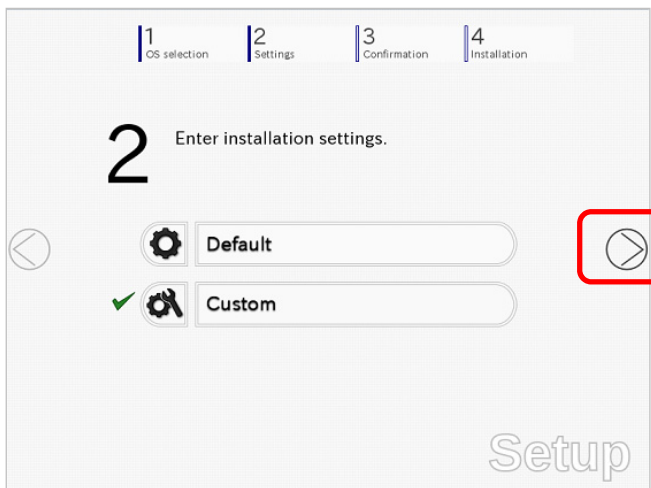 1
OS selection
2
Settings
3
Confirmation
4
Installation
2
Enter installation settings.
Default
Custom
Setup